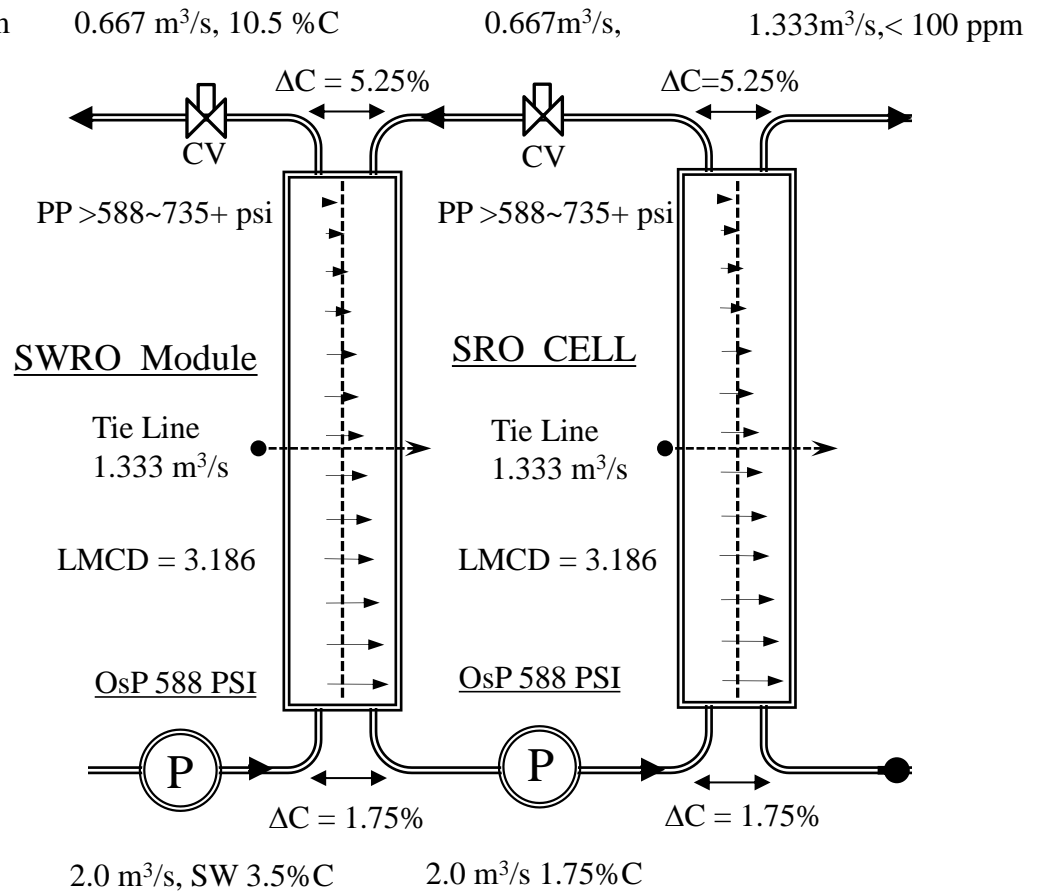 0.667 m³/s, 10.5 %C
0.667m³/s,
1.333m³/s,< 100 ppm
ΔC = 5.25%
ΔC=5.25%
CV
CV
PP >588~735+ psi
PP >588~735+ psi
SWRO Module
SRO CELL
Tie Line
1.333 m³/s
Tie Line
1.333 m³/s
LMCD = 3.186
LMCD = 3.186
OsP 588 PSI
OsP 588 PSI
P
P
ΔC = 1.75%
ΔC = 1.75%
2.0 m³/s, SW 3.5%C
2.0 m³/s 1.75%C